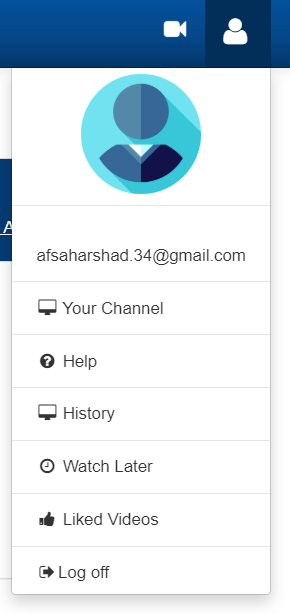 A
afsaharshad.34@gmail.com
Your Channel
Help
History
Watch Later
Liked Videos
Log off